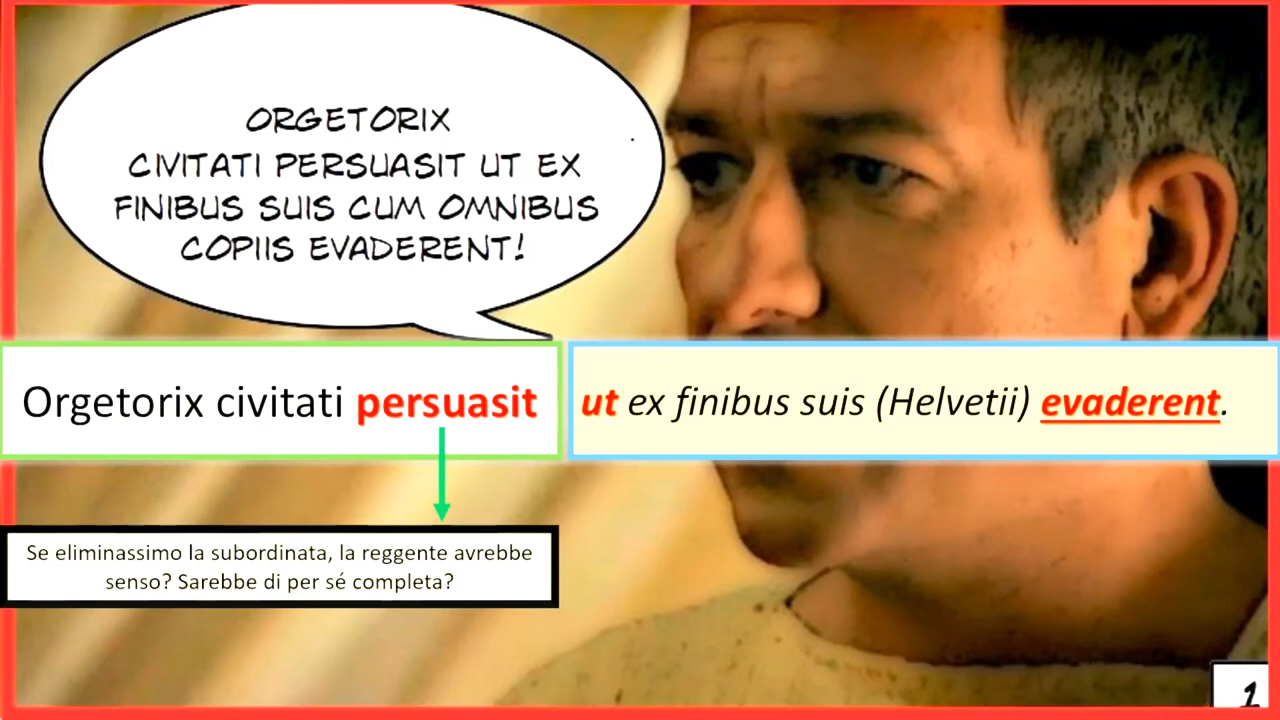 ORGETORIX
CIVITATI PERSUASIT UT EX
FINIBUS SUIS CUM OMNIBUS
COPIIS EVADERENT!
Orgetorix civitati persuasit
ut ex finibus suis (Helvetii) evaderent.
Se eliminassimo la subordinata, la reggente avrebbe
senso? Sarebbe di per sé completa?
1